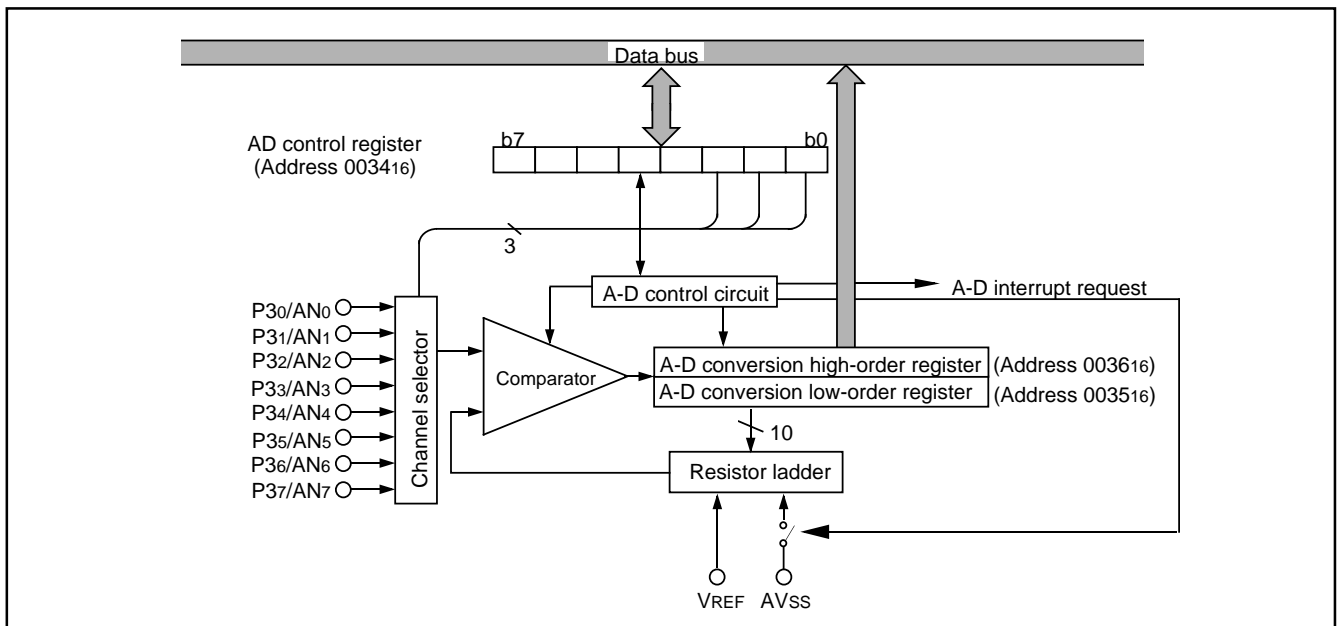 Data bus
AD control register
(Address 003416)
b7
b0
3
A-D control circuit
A-D interrupt request
P30/AN0
P31/AN1
P32/AN2
P33/AN3
P34/AN4
P35/AN5
P36/AN6
P37/AN7
Channel selector
Comparator
A-D conversion high-order register
(Address 003616)
A-D conversion low-order register
(Address 003516)
10
Resistor ladder
VREF
AVSS